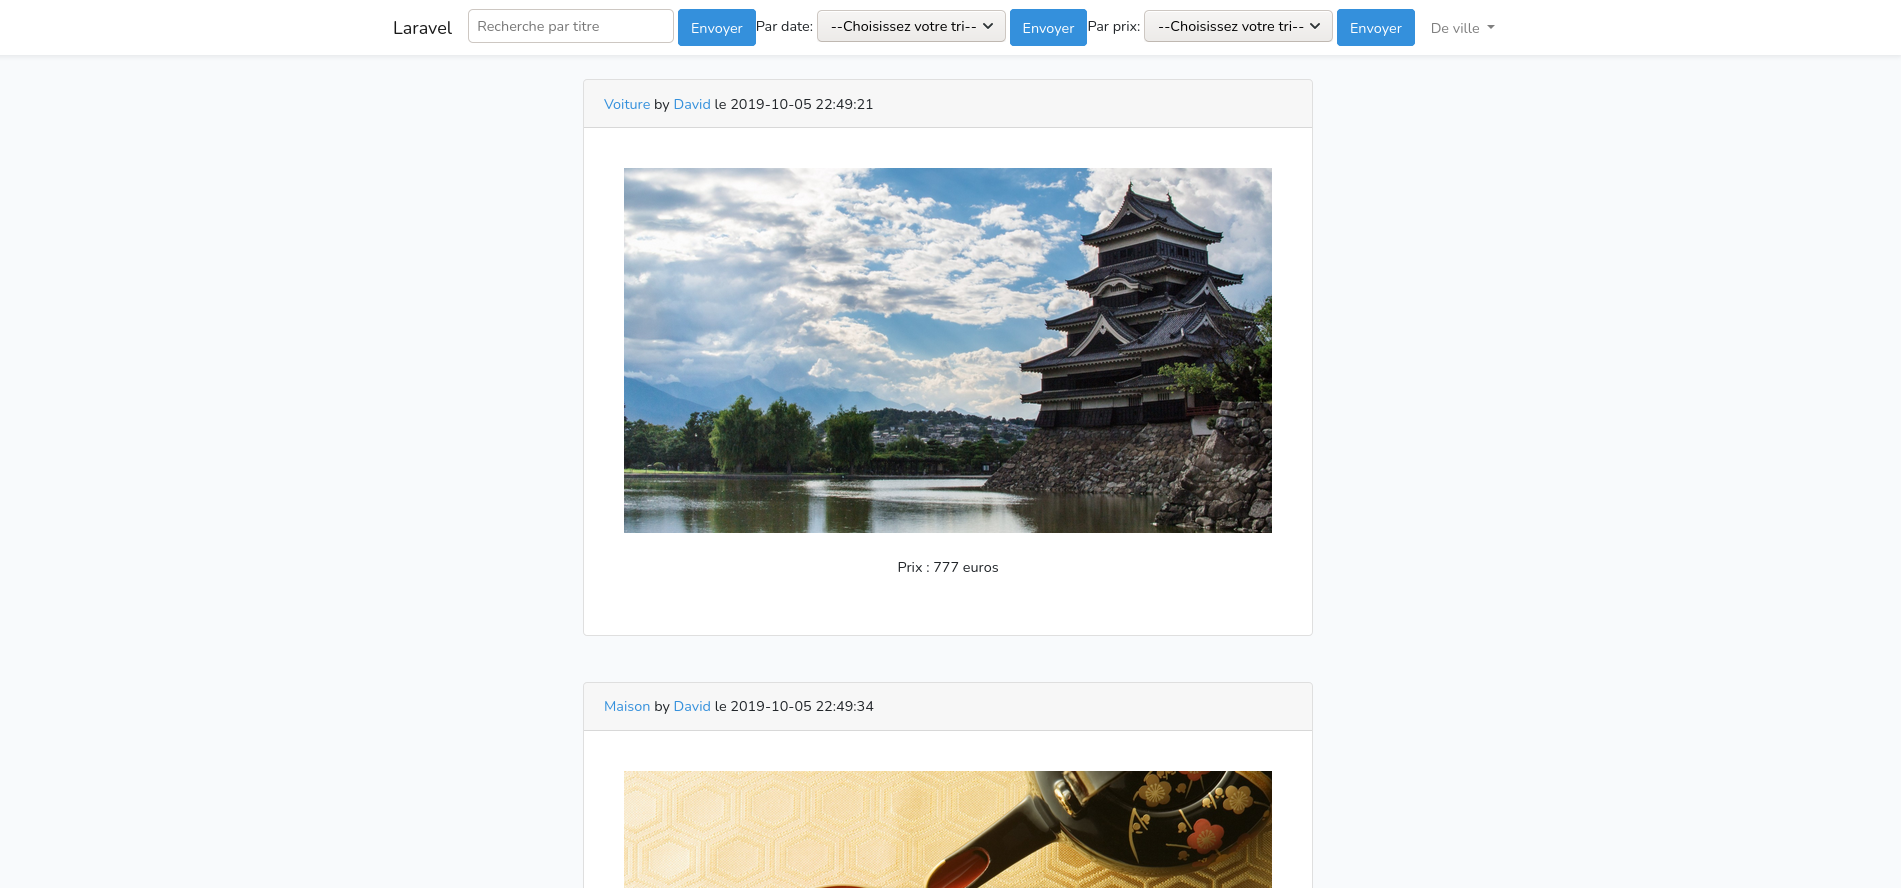 Laravel Recherche par titre Envoyer Par date: --Choisissez votre tri-- Envoyer Par prix: --Choisissez votre tri-- Envoyer De ville
Voiture by David le 2019-10-05 22:49:21
Prix : 777 euros
Maison by David le 2019-10-05 22:49:34